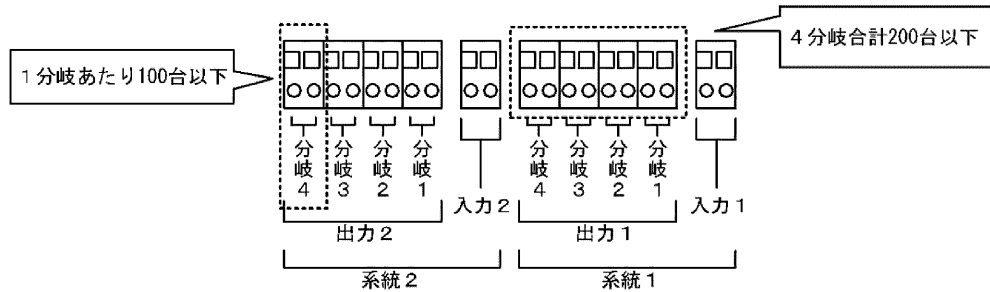 4分岐合計200台以下
1分岐あたり100台以下
分岐4
分岐3
分岐2
分岐1
入力2
分岐4
分岐3
分岐2
分岐1
入力1
出力2
出力1
系統2
系統1